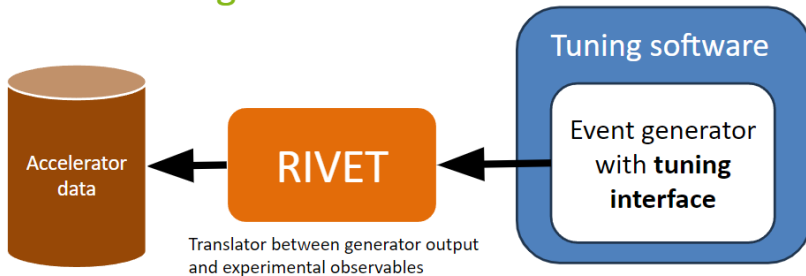 Tuning software
Accelerator
data
RIVET
Event generator
with tuning
interface
Translator between generator output
and experimental observables